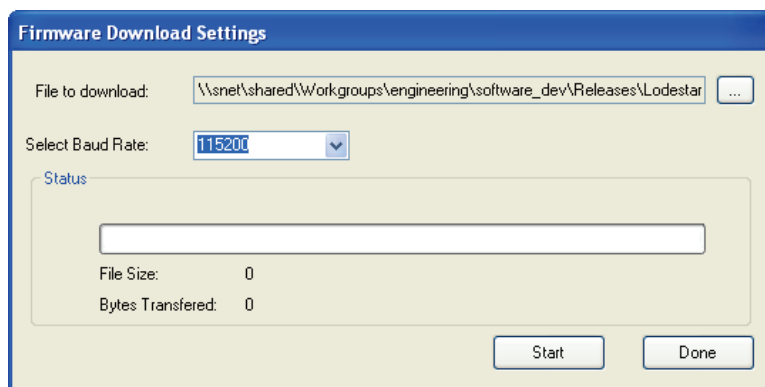 Firmware Download Settings
File to download: \\snet\shared\Workgroups\engineering\software_dev\Releases\Lodestar ...
Select Baud Rate: 115200
Status
File Size: 0
Bytes Transfered: 0
Start Done